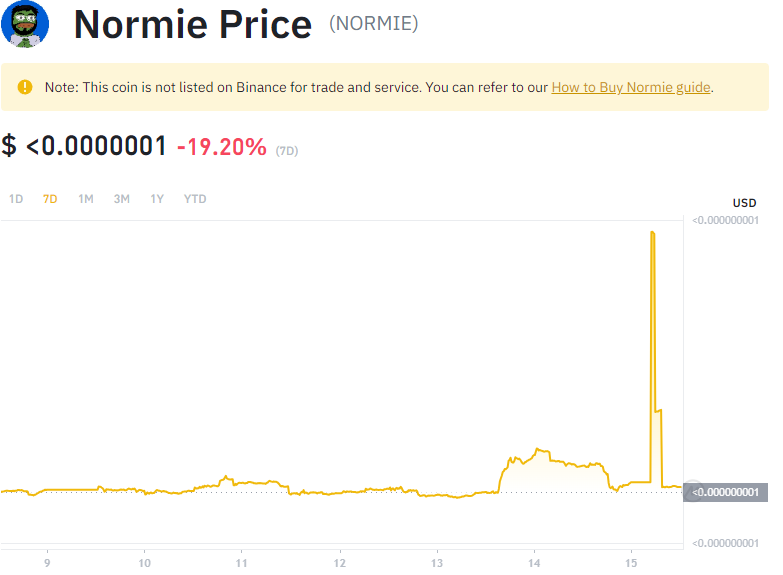 Normie Price (NORMIE)
Note: This coin is not listed on Binance for trade and service. You can refer to our How to Buy Normie guide.
$ <0.0000001 -19.20% (7D)
1D 7D 1M 3M 1Y YTD
USD
<0.000000001
<0.000000001
<0.000000001
9 10 11 12 13 14 15